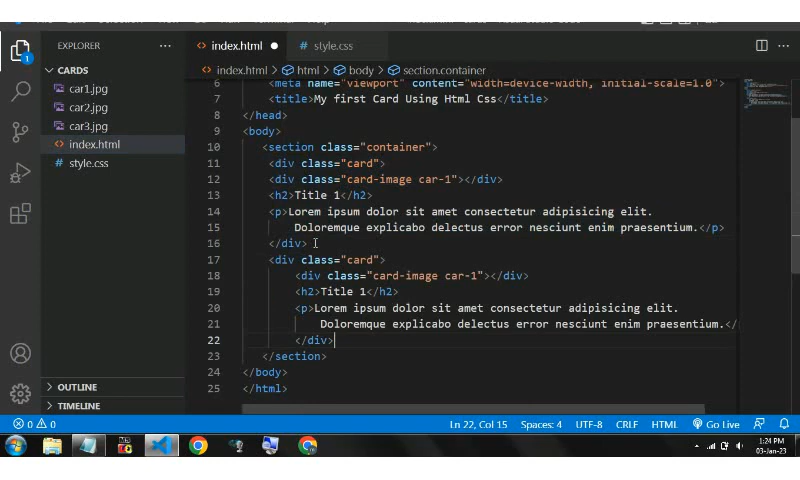 EXPLORER
index.html
style.css
CARDS
index.html
html
body
section.container
car1.jpg
car2.jpg
car3.jpg
index.html
style.css
6 <meta name="viewport" content="width=device-width, initial-scale=1.0">
7 <title>My first Card Using Html Css</title>
8 </head>
9 <body>
10 <section class="container">
11 <div class="card">
12 <div class="card-image car-1"></div>
13 <h2>Title 1</h2>
14 <p>Lorem ipsum dolor sit amet consectetur adipisicing elit.
15 Doloremque explicabo delectus error nesciunt enim praesentium.</p>
16 </div>
17 <div class="card">
18 <div class="card-image car-1"></div>
19 <h2>Title 1</h2>
20 <p>Lorem ipsum dolor sit amet consectetur adipisicing elit.
21 Doloremque explicabo delectus error nesciunt enim praesentium.</
22 </div>
23 </section>
24 </body>
25 </html>
OUTLINE
TIMELINE
0 0 Ln 22, Col 15 Spaces: 4 UTF-8 CRLF HTML Go Live
1:24 PM
03-Jan-23